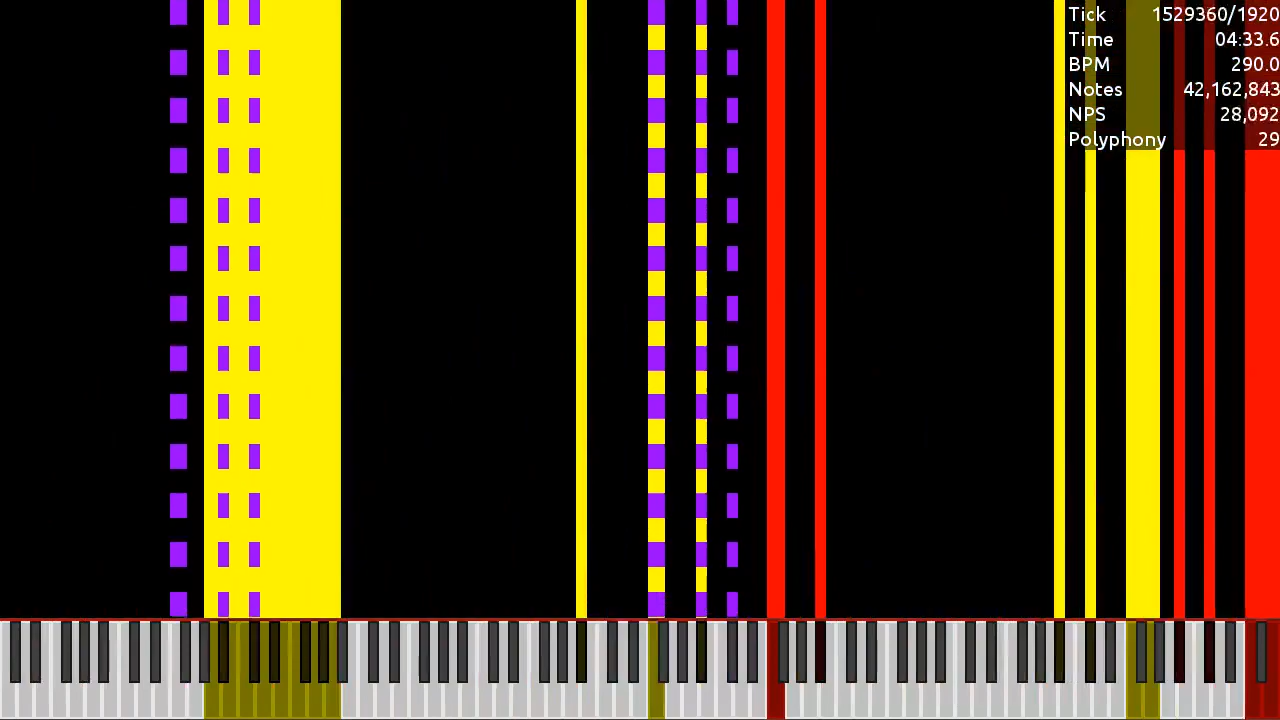 Tick 1529360/1920
Time 04:33.6
BPM 290.0
Notes 42,162,843
NPS 28,092
Polyphony 29